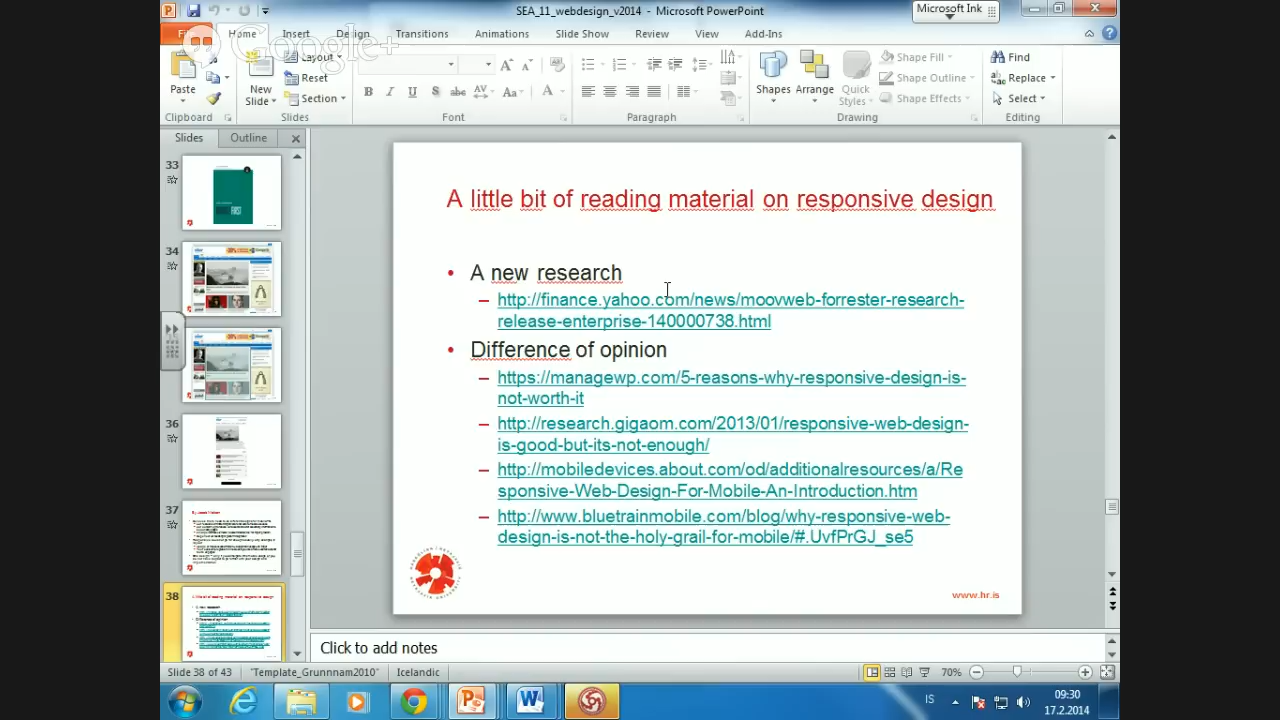 SEA_11_webdesign_v2014 - Microsoft PowerPoint
Microsoft Ink
File Home Insert Design Transitions Animations Slide Show Review View Add-Ins
Google+
Paste
New Slide
Layout
Reset
Section
Shapes
Arrange
Quick Styles
Shape Fill
Shape Outline
Shape Effects
Find
Replace
Select
Clipboard Slides Font Paragraph Drawing Editing
Slides Outline
33
34
36
37
38
A little bit of reading material on responsive design
• A new research
– http://finance.yahoo.com/news/moovweb-forrester-research-
release-enterprise-140000738.html
• Difference of opinion
– https://managewp.com/5-reasons-why-responsive-design-is-
not-worth-it
– http://research.gigaom.com/2013/01/responsive-web-design-
is-good-but-its-not-enough/
– http://mobiledevices.about.com/od/additionalresources/a/Re
sponsive-Web-Design-For-Mobile-An-Introduction.htm
– http://www.bluetrainmobile.com/blog/why-responsive-web-
design-is-not-the-holy-grail-for-mobile/#.UvfPrGJ_se5
www.hr.is
Click to add notes
Slide 38 of 43 "Template_Grunnnam2010" Icelandic 70%
IS
09:30
17.2.2014